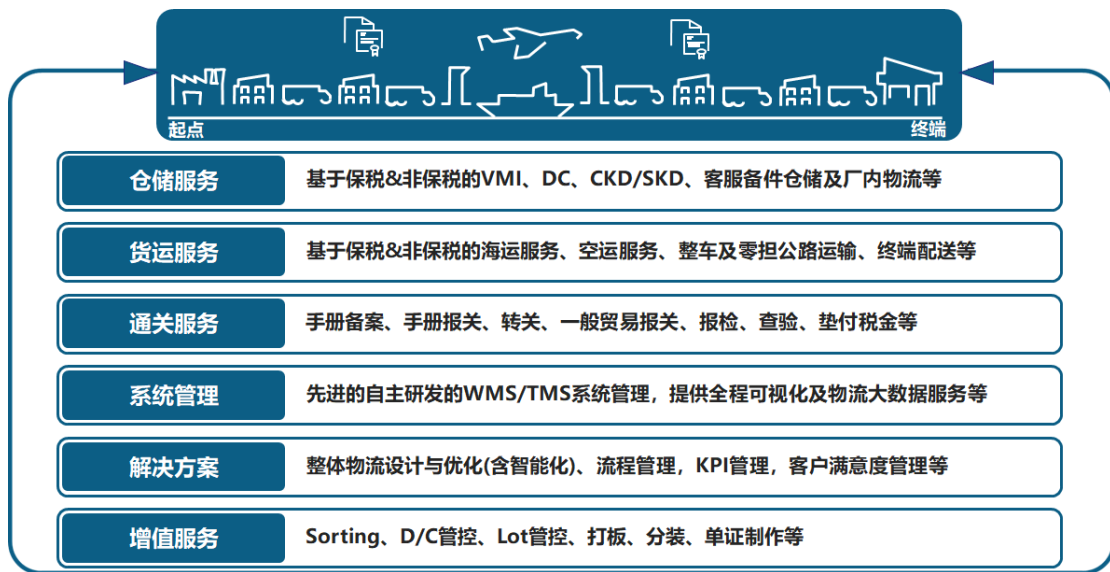 起点
终端
仓储服务
基于保税&非保税的VMI、DC、CKD/SKD、客服备件仓储及厂内物流等
货运服务
基于保税&非保税的海运服务、空运服务、整车及零担公路运输、终端配送等
通关服务
手册备案、手册报关、转关、一般贸易报关、报检、查验、垫付税金等
系统管理
先进的自主研发的WMS/TMS系统管理，提供全程可视化及物流大数据服务等
解决方案
整体物流设计与优化(含智能化)、流程管理，KPI管理，客户满意度管理等
增值服务
Sorting、D/C管控、Lot管控、打板、分装、单证制作等